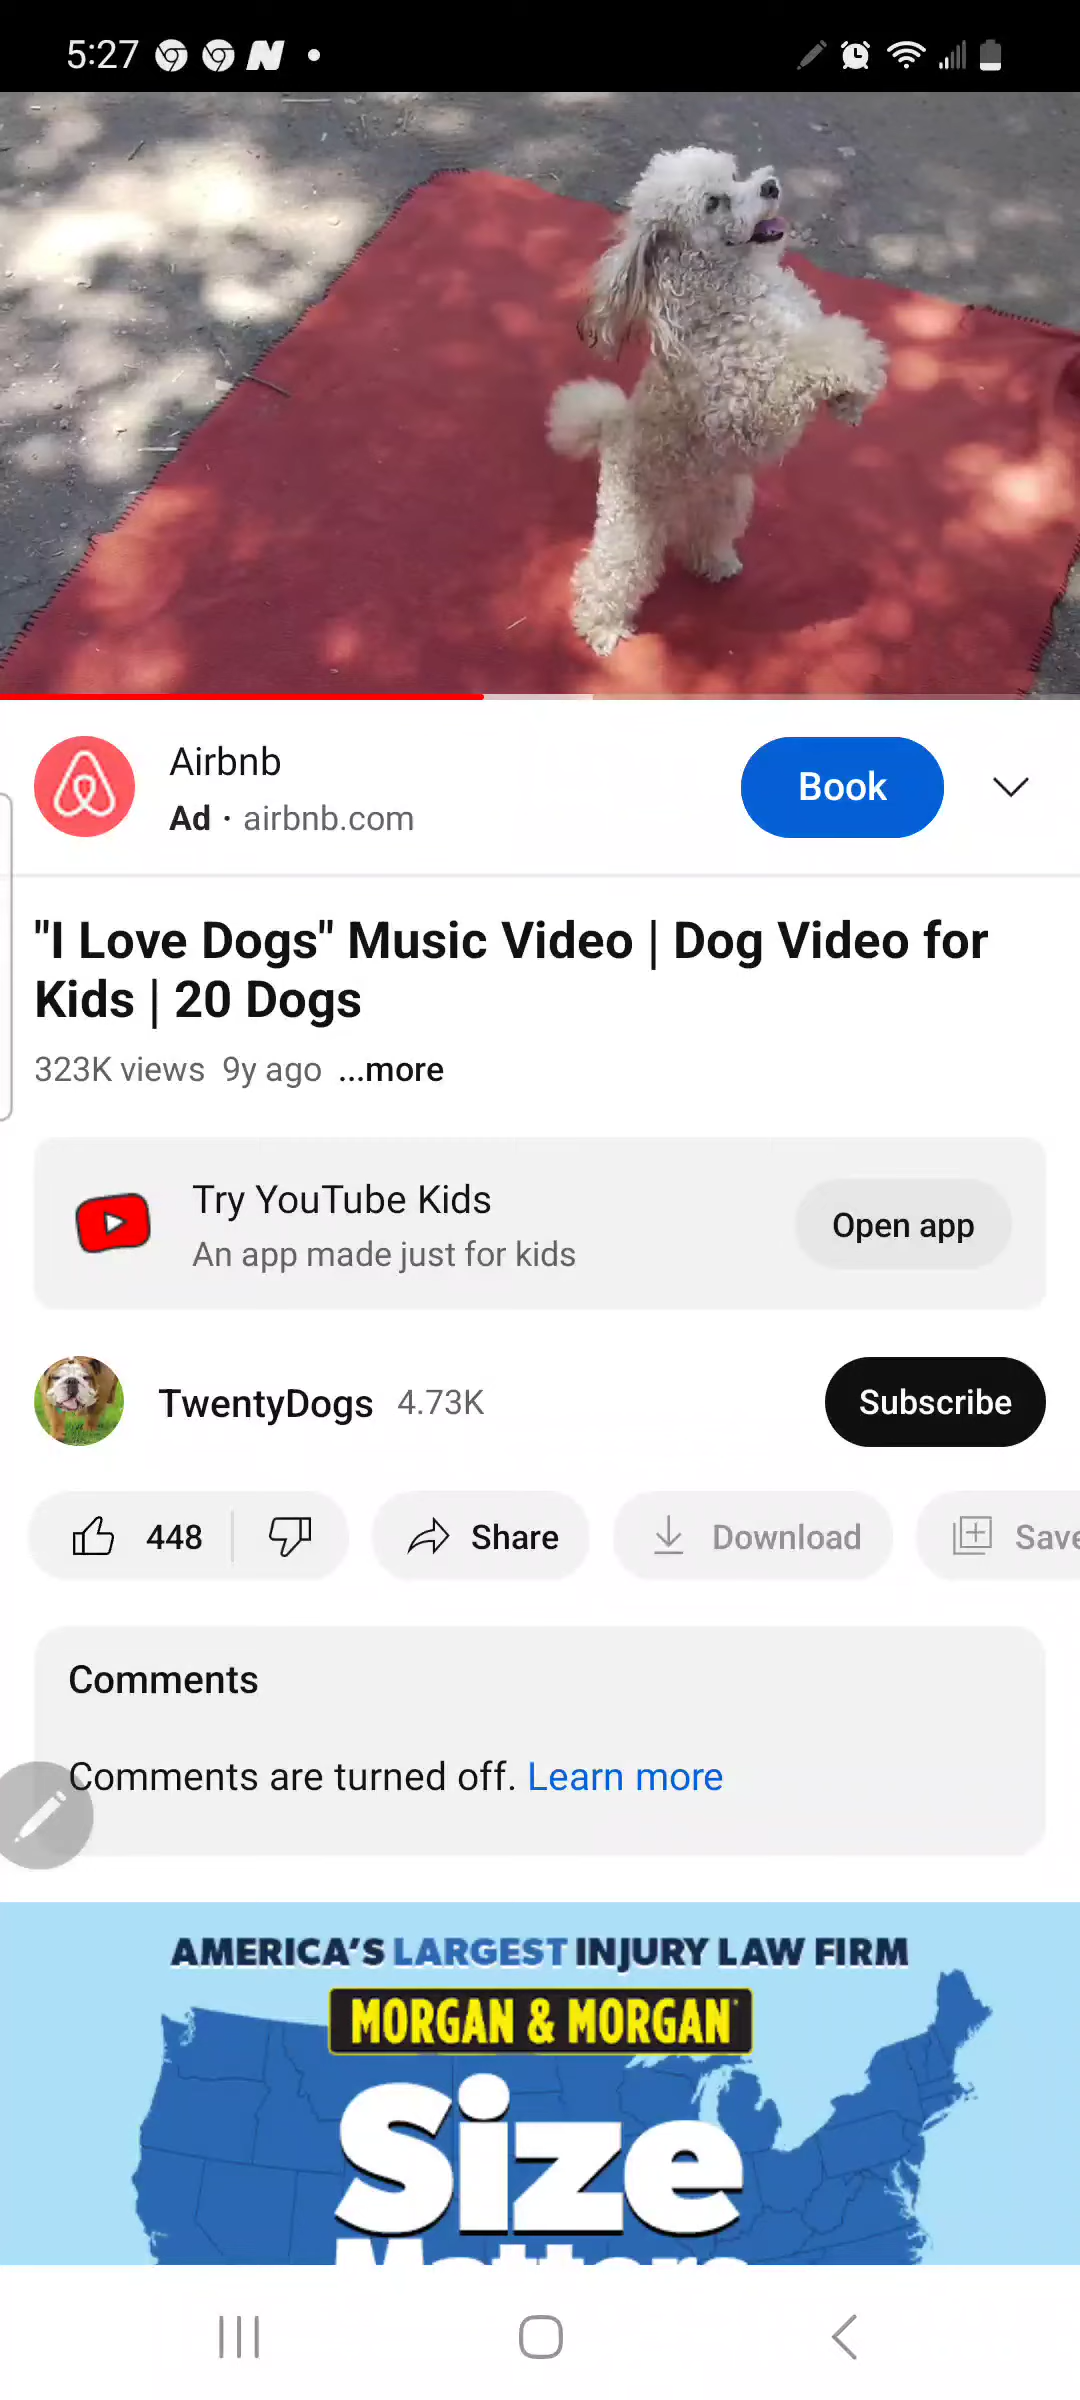 5:27
Airbnb
Book
Ad · airbnb.com
"I Love Dogs" Music Video | Dog Video for
Kids | 20 Dogs
323K views 9y ago ...more
Try YouTube Kids
An app made just for kids
Open app
TwentyDogs 4.73K
Subscribe
448 Share Download Save
Comments
Comments are turned off. Learn more
AMERICA'S LARGEST INJURY LAW FIRM
MORGAN & MORGAN
Size
Matters